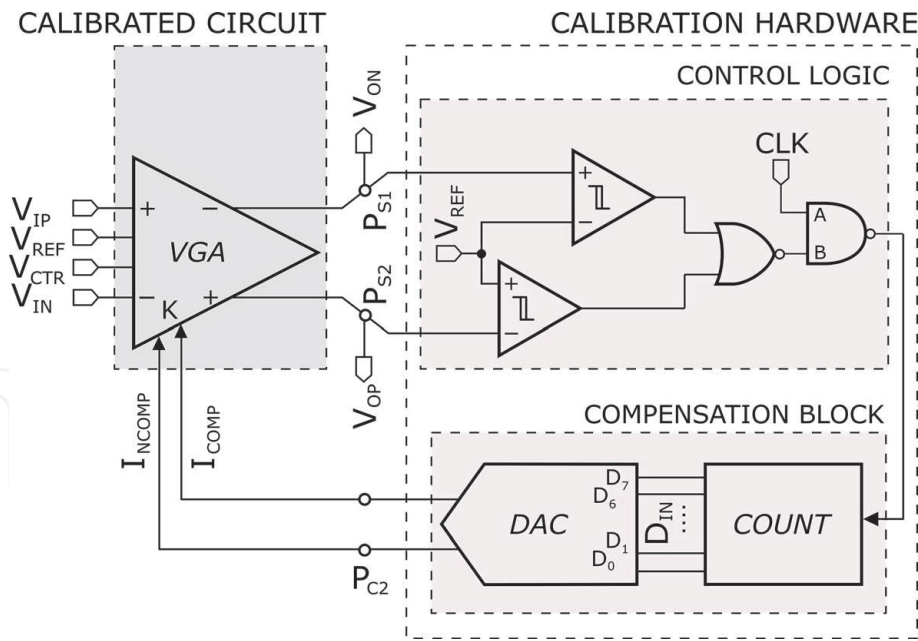 CALIBRATED CIRCUIT
CALIBRATION HARDWARE
CONTROL LOGIC
V_ON
CLK
V_IP
V_REF
V_CTR
V_IN
+
−
VGA
−
+
K
P_S1
P_S2
V_OP
V_REF
+
−
+
−
A
B
I_NCOMP
I_COMP
COMPENSATION BLOCK
DAC
D_7
D_6
D_1
D_0
D_IN
....
COUNT
P_C2